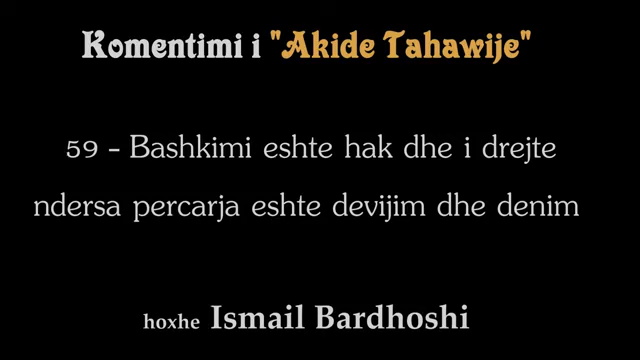 Komentimi i "Akide Tahawije"
59 - Bashkimi eshte hak dhe i drejte
ndersa percarja eshte devijim dhe denim
hoxhe Ismail Bardhoshi